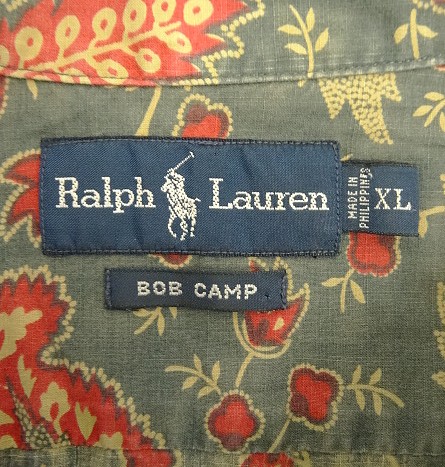 Ralph Lauren
MADE IN
PHILIPPINES
XL
BOB CAMP